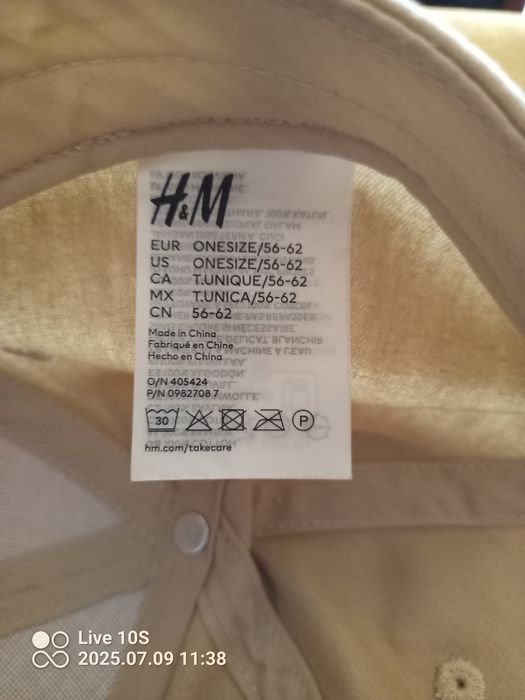 H&M
EUR ONESIZE/56-62
US ONESIZE/56-62
CA T.UNIQUE/56-62
MX T.UNICA/56-62
CN 56-62
Made in China
Fabriqué en Chine
Hecho en China
O/N 405424
P/N 0982708 7
30 P
hm.com/takecare
Live 10S
2025.07.09 11:38